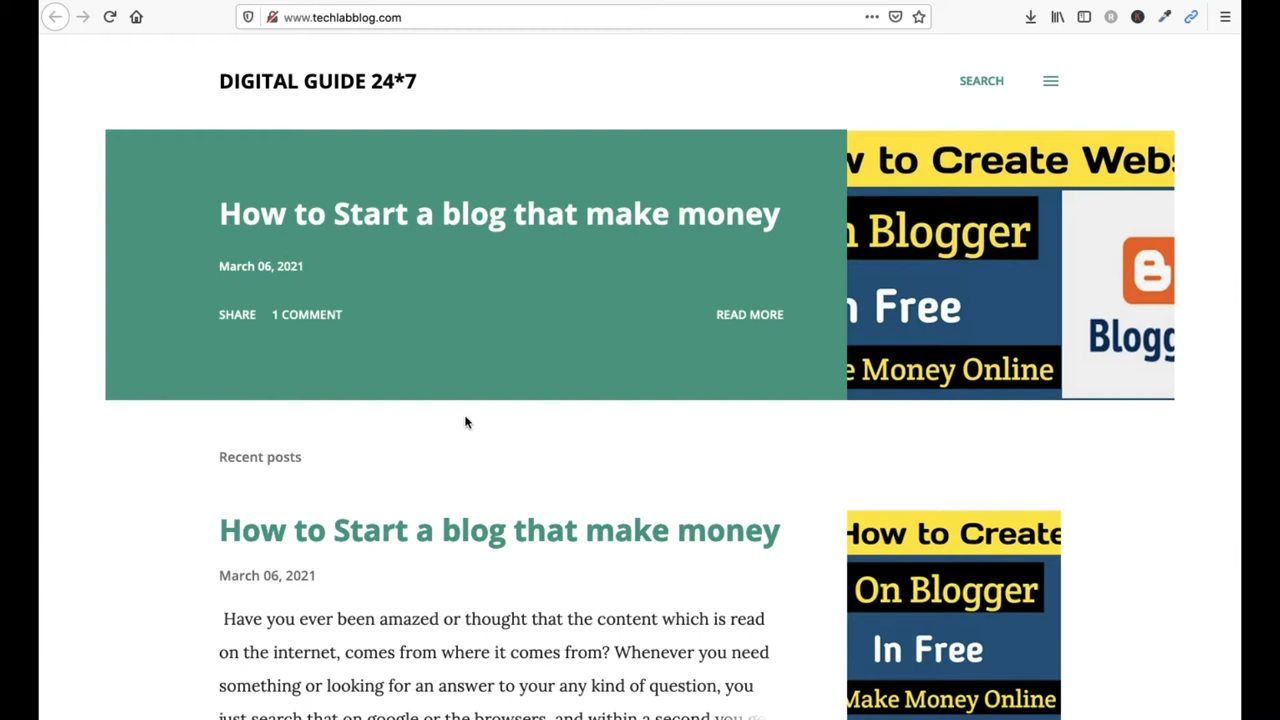 www.techlabblog.com
DIGITAL GUIDE 24*7
SEARCH
How to Start a blog that make money
March 06, 2021
SHARE
1 COMMENT
READ MORE
to Create
Blogger
Free
Money Online
Recent posts
How to Start a blog that make money
March 06, 2021
Have you ever been amazed or thought that the content which is read
on the internet, comes from where it comes from? Whenever you need
something or looking for an answer to your any kind of question, you
just search that on google or the browsers, and within a second you
How to Create
On Blogger
In Free
Make Money Online